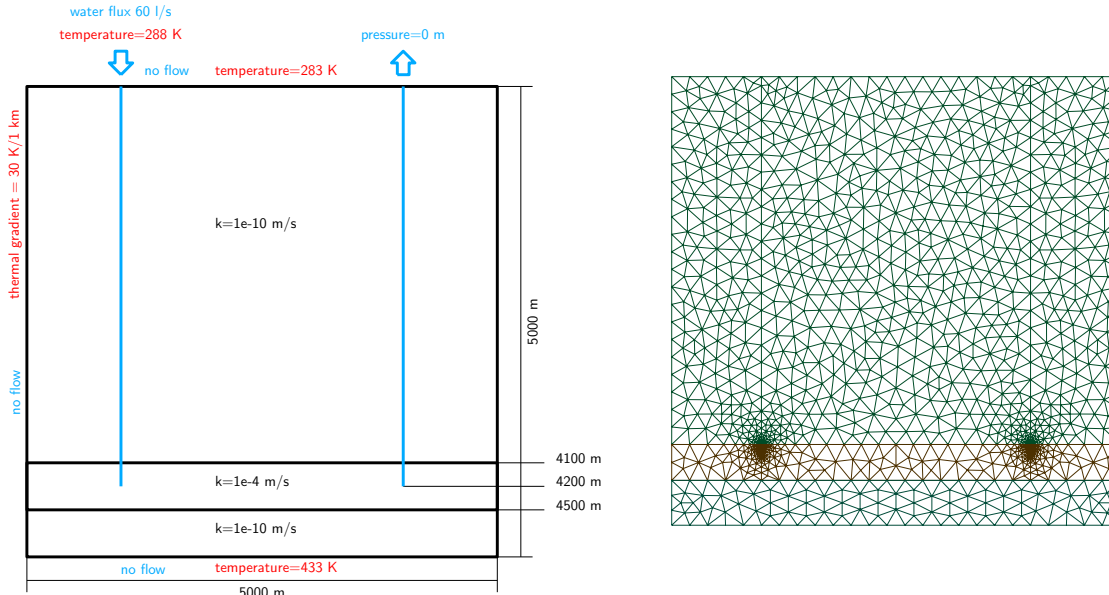 water flux 60 l/s
temperature=288 K
pressure=0 m
no flow
temperature=283 K
thermal gradient = 30 K/1 km
k=1e-10 m/s
5000 m
no flow
4100 m
k=1e-4 m/s
4200 m
4500 m
k=1e-10 m/s
no flow
temperature=433 K
5000 m